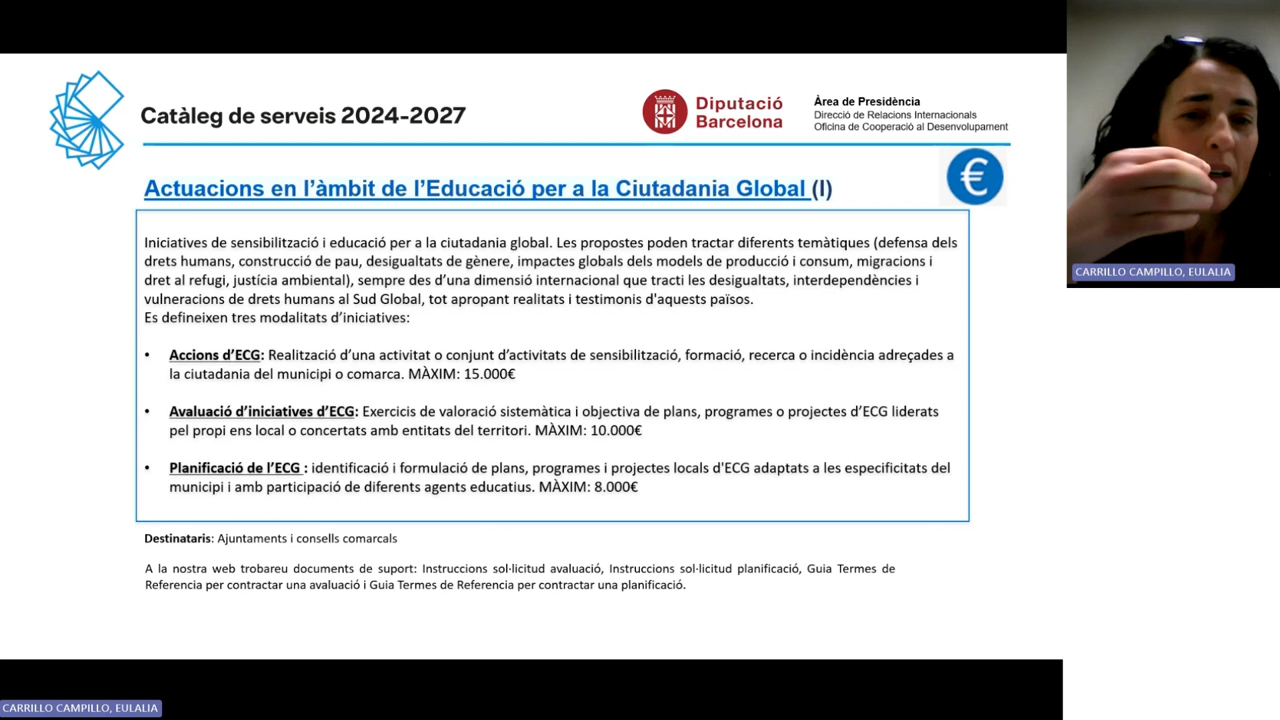 Catàleg de serveis 2024-2027
Diputació
Barcelona
Àrea de Presidència
Direcció de Relacions Internacionals
Oficina de Cooperació al Desenvolupament
Actuacions en l'àmbit de l'Educació per a la Ciutadania Global (I)
€
Iniciatives de sensibilització i educació per a la ciutadania global. Les propostes poden tractar diferents temàtiques (defensa dels
drets humans, construcció de pau, desigualtats de gènere, impactes globals dels models de producció i consum, migracions i
dret al refugi, justícia ambiental), sempre des d'una dimensió internacional que tracti les desigualtats, interdependències i
vulneracions de drets humans al Sud Global, tot apropant realitats i testimonis d'aquests països.
Es defineixen tres modalitats d'iniciatives:
• Accions d'ECG: Realització d'una activitat o conjunt d'activitats de sensibilització, formació, recerca o incidència adreçades a
la ciutadania del municipi o comarca. MÀXIM: 15.000€
• Avaluació d'iniciatives d'ECG: Exercicis de valoració sistemàtica i objectiva de plans, programes o projectes d'ECG liderats
pel propi ens local o concertats amb entitats del territori. MÀXIM: 10.000€
• Planificació de l'ECG : identificació i formulació de plans, programes i projectes locals d'ECG adaptats a les especificitats del
municipi i amb participació de diferents agents educatius. MÀXIM: 8.000€
Destinataris: Ajuntaments i consells comarcals
A la nostra web trobareu documents de suport: Instruccions sol·licitud avaluació, Instruccions sol·licitud planificació, Guia Termes de
Referencia per contractar una avaluació i Guia Termes de Referencia per contractar una planificació.
CARRILLO CAMPILLO, EULALIA
CARRILLO CAMPILLO, EULALIA